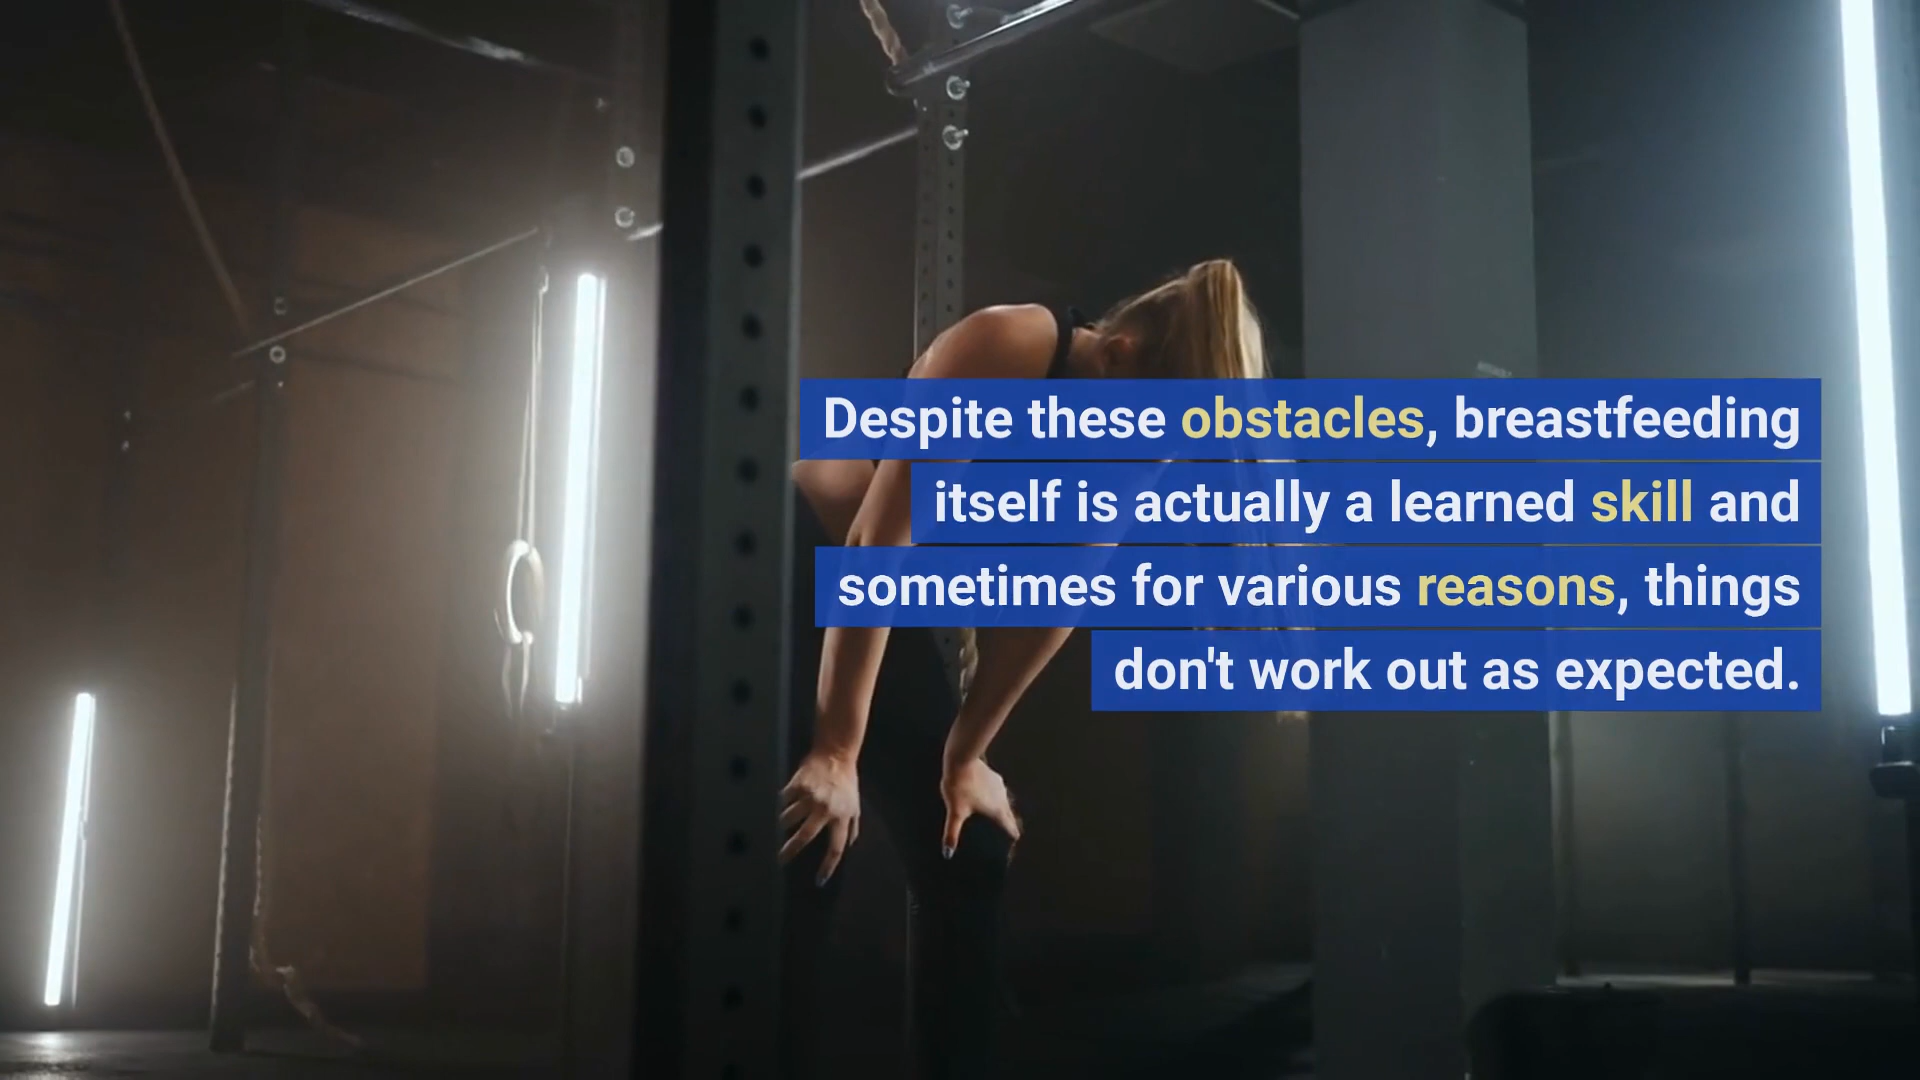 Despite these obstacles, breastfeeding
itself is actually a learned skill and
sometimes for various reasons, things
don't work out as expected.